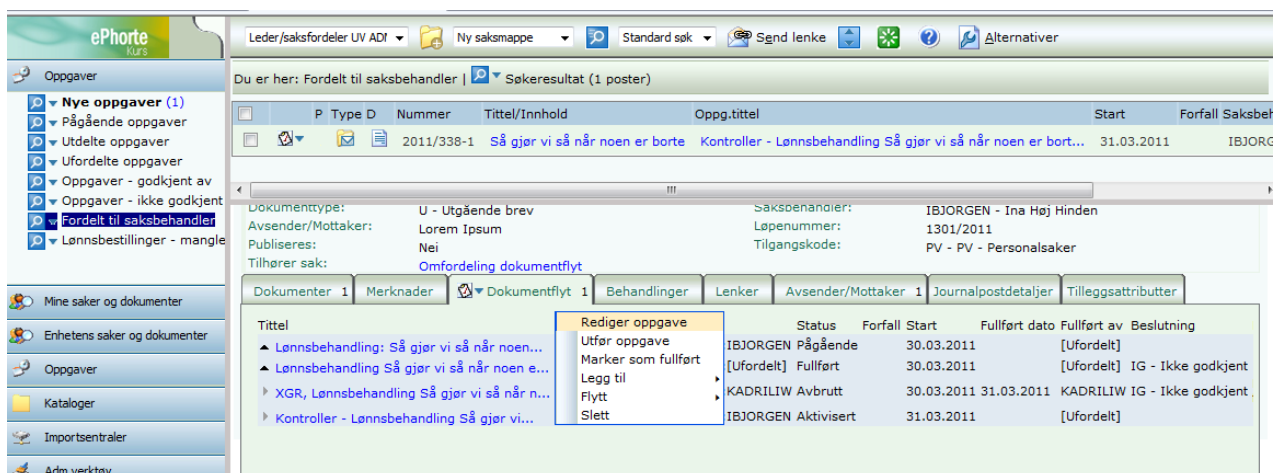 ePhorte
Kurs
Leder/saksfordeler UV ADM
Ny saksmappe
Standard søk
Send lenke
Alternativer
Oppgaver
Nye oppgaver (1)
Pågående oppgaver
Utdelte oppgaver
Ufordelte oppgaver
Oppgaver - godkjent av
Oppgaver - ikke godkjent
Fordelt til saksbehandler
Lønnsbestillinger - mangle
Mine saker og dokumenter
Enhetens saker og dokumenter
Oppgaver
Kataloger
Importsentraler
Adm verktøy
Du er her: Fordelt til saksbehandler | Søkeresultat (1 poster)
P Type D Nummer Tittel/Innhold Oppg.tittel Start Forfall Saksbeh
2011/338-1 Så gjør vi så når noen er borte Kontroller - Lønnsbehandling Så gjør vi så når noen er bort... 31.03.2011 IBJORG
Dokumenttype: U - Utgående brev Saksbehandler: IBJORGEN - Ina Høj Hinden
Avsender/Mottaker: Lorem Ipsum Løpenummer: 1301/2011
Publiseres: Nei Tilgangskode: PV - PV - Personalsaker
Tilhører sak: Omfordeling dokumentflyt
Dokumenter 1 Merknader Dokumentflyt 1 Behandlinger Lenker Avsender/Mottaker 1 Journalpostdetaljer Tilleggsattributter
Tittel Status Forfall Start Fullført dato Fullført av Beslutning
Lønnsbehandling: Så gjør vi så når noen... IBJORGEN Pågående 30.03.2011 [Ufordelt]
Lønnsbehandling Så gjør vi så når noen e... [Ufordelt] Fullført 30.03.2011 [Ufordelt] IG - Ikke godkjent
XGR, Lønnsbehandling Så gjør vi så når n... KADRILIW Avbrutt 30.03.2011 31.03.2011 KADRILIW IG - Ikke godkjent
Kontroller - Lønnsbehandling Så gjør vi... IBJORGEN Aktivisert 31.03.2011 [Ufordelt]
Rediger oppgave
Utfør oppgave
Marker som fullført
Legg til
Flytt
Slett